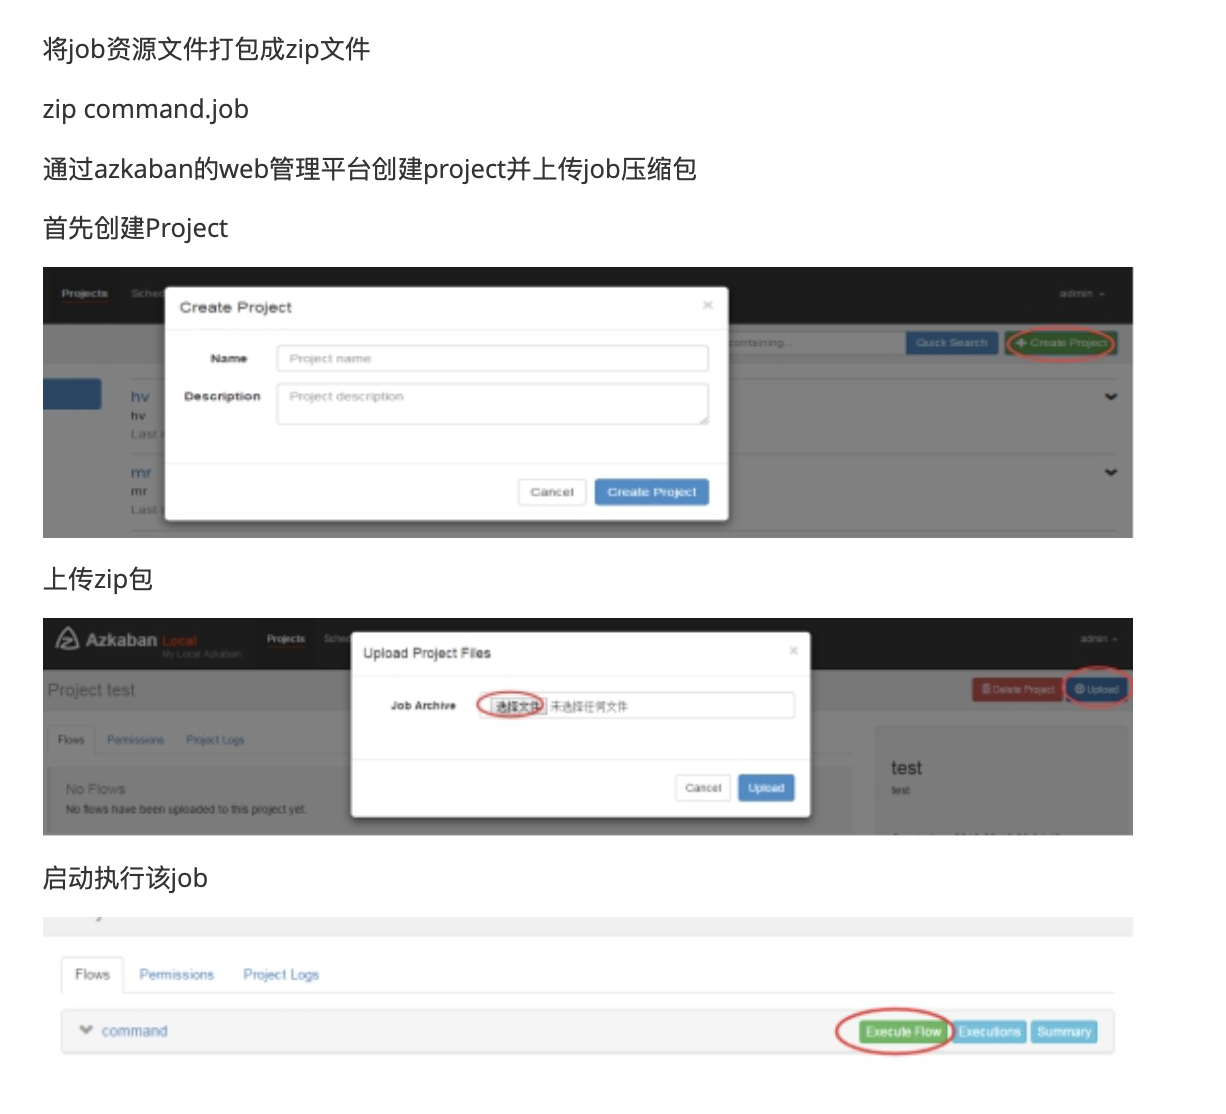 将job资源文件打包成zip文件
zip command.job
通过azkaban的web管理平台创建project并上传job压缩包
首先创建Project
Projects
admin
Create Project
×
Name
Project name
containing...
Quick Search
Create Project
Description
Project description
hv
hv
Last
mr
mr
Last
Cancel
Create Project
上传zip包
Azkaban Local
My Local Azkaban
Projects
admin
Upload Project Files
×
Project test
Delete Project
Upload
Job Archive
选择文件 未选择任何文件
Flows
Permissions
Project Logs
test
test
No Flows
No flows have been uploaded to this project yet.
Cancel
Upload
启动执行该job
Flows
Permissions
Project Logs
command
Execute Flow
Executions
Summary